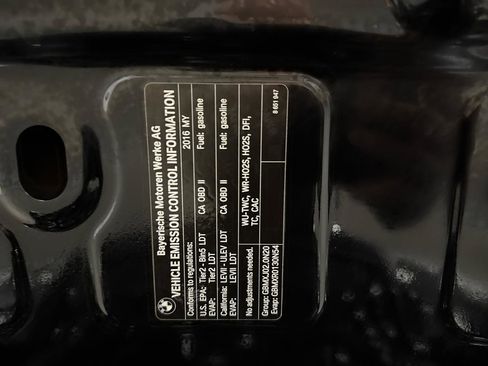 Bayerische Motoren Werke AG
VEHICLE EMISSION CONTROL INFORMATION
Conforms to regulations: 2016 MY
U.S. EPA: Tier2 - Bin5 LDT CA OBD II Fuel: gasoline
EVAP: Tier2 LDT
California: LEVII - ULEV LDT CA OBD II Fuel: gasoline
EVAP: LEVII LDT
No adjustments needed. WU-TWC, WR-HO2S, HO2S, DFI,
TC, CAC
Group: GBMXJ02.0N20
Evap: GBMXR0130N54 8 651 947